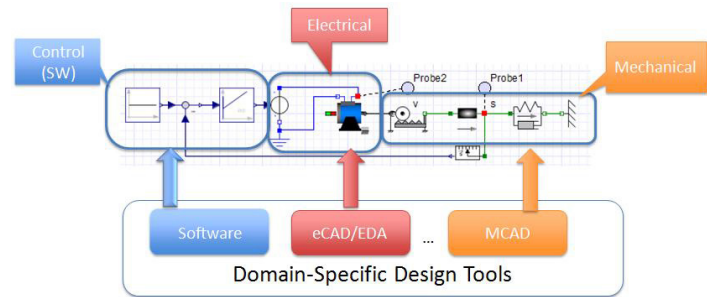 Electrical
Control
(SW)
Probe2
Probe1
Mechanical
V
S
Software
eCAD/EDA
...
MCAD
Domain-Specific Design Tools